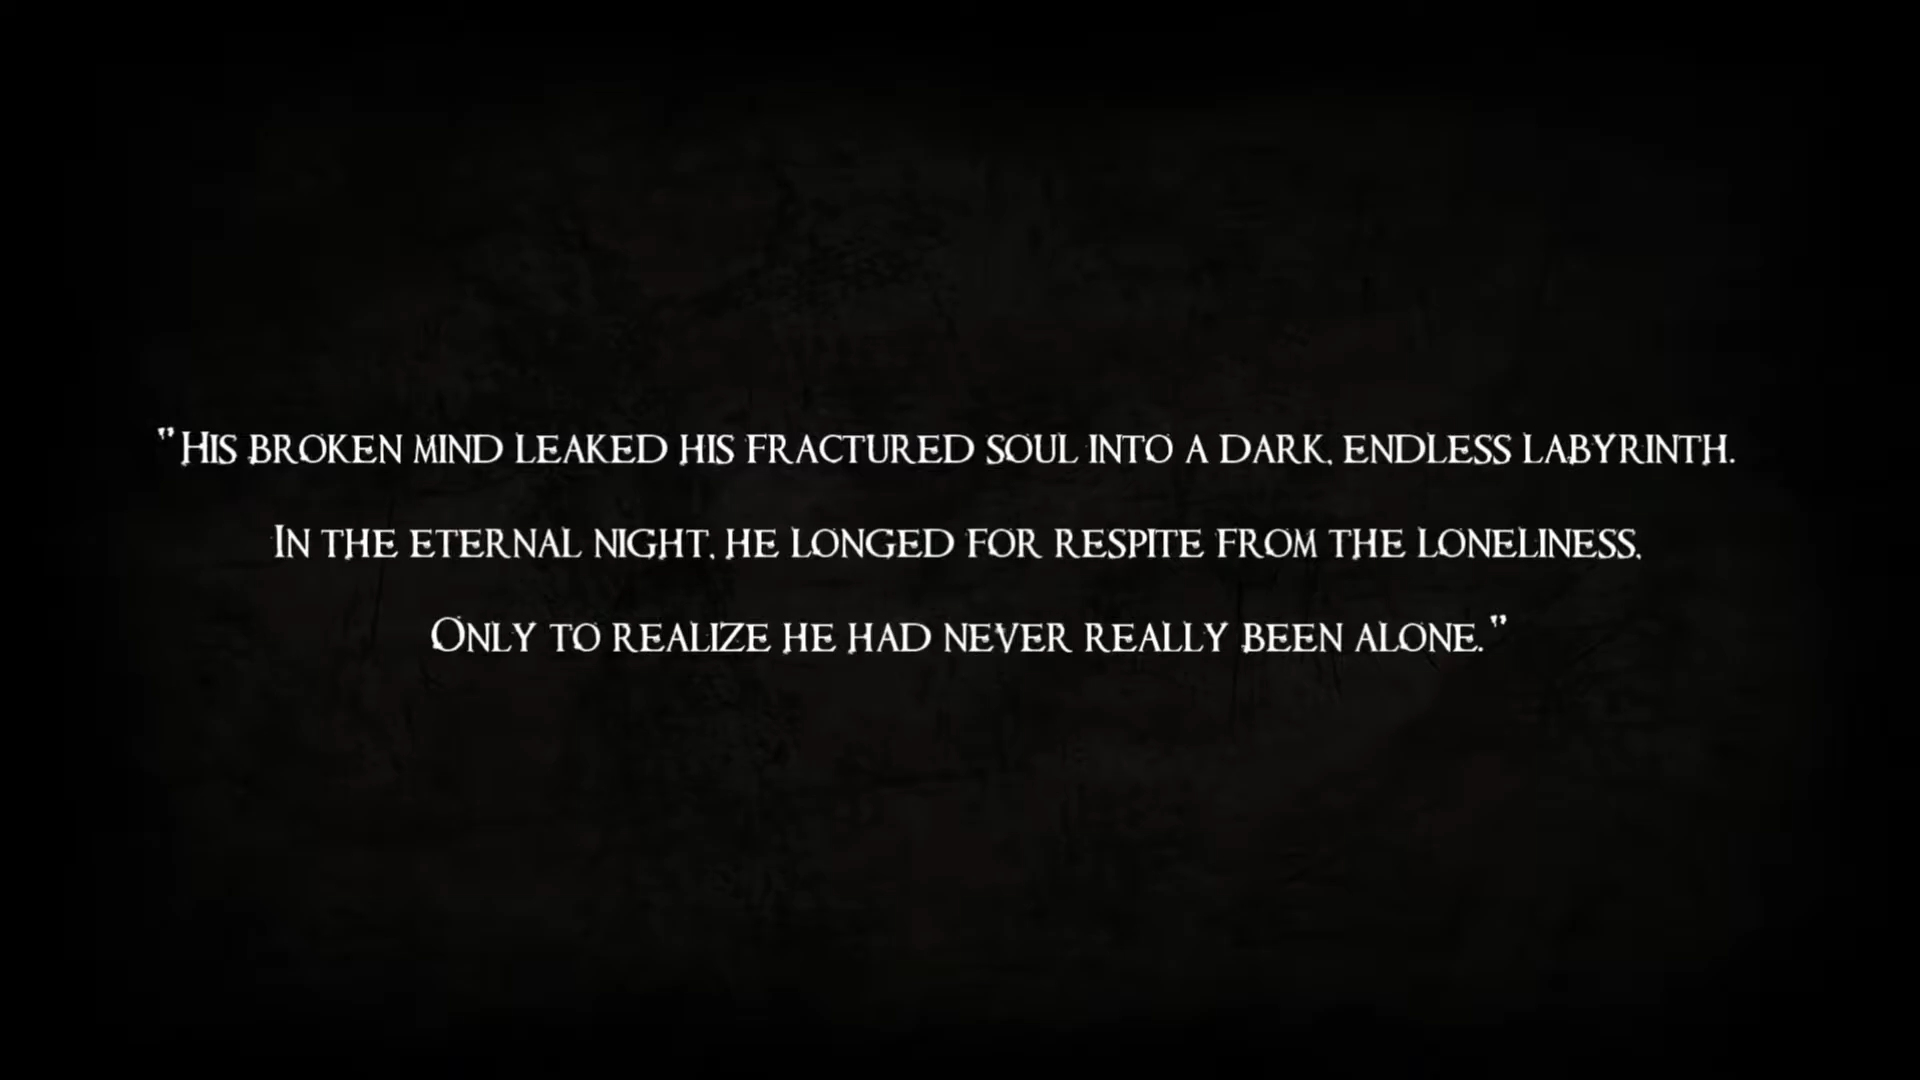 "His broken mind leaked his fractured soul into a dark, endless labyrinth.
In the eternal night, he longed for respite from the loneliness,
Only to realize he had never really been alone."